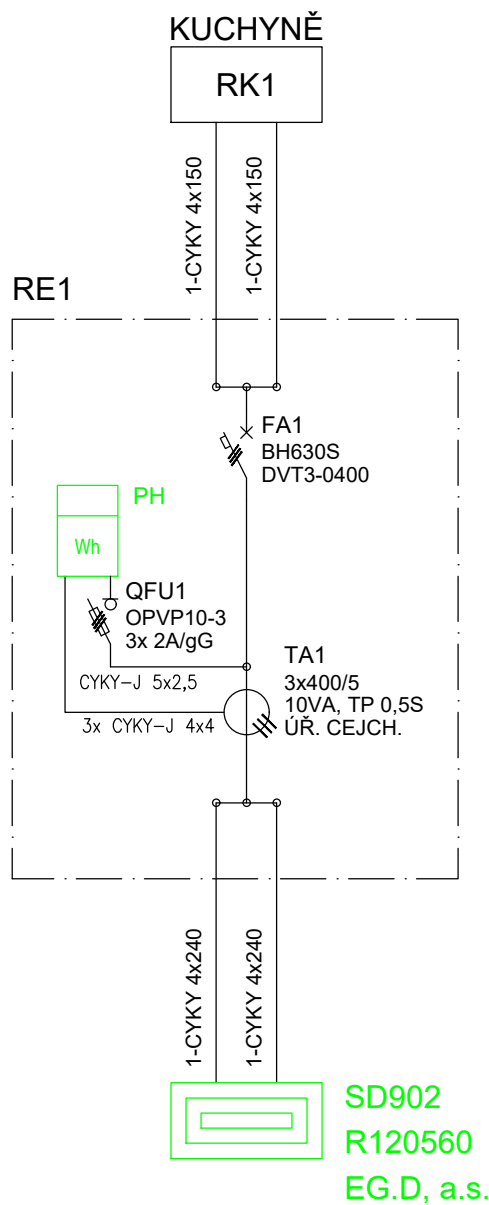 KUCHYNĚ
RK1
1-CYKY 4x150
1-CYKY 4x150
RE1
FA1
BH630S
DVT3-0400
PH
Wh
QFU1
OPVP10-3
3x 2A/gG
CYKY-J 5x2,5
3x CYKY-J 4x4
TA1
3x400/5
10VA, TP 0,5S
ÚŘ. CEJCH.
1-CYKY 4x240
1-CYKY 4x240
SD902
R120560
EG.D, a.s.